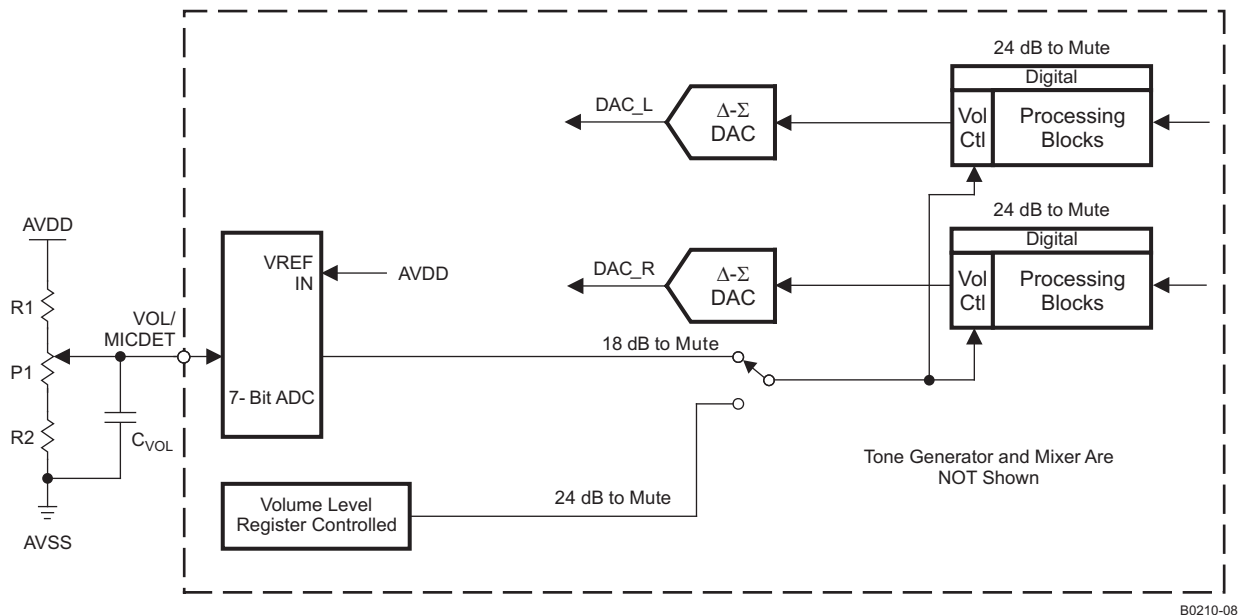 24 dB to Mute
Digital
Vol
Ctl
Processing
Blocks
DAC_L
Δ-Σ
DAC
24 dB to Mute
Digital
Vol
Ctl
Processing
Blocks
DAC_R
Δ-Σ
DAC
AVDD
VREF
IN
AVDD
R1
VOL/
MICDET
P1
R2
CVOL
7- Bit ADC
18 dB to Mute
Tone Generator and Mixer Are
NOT Shown
Volume Level
Register Controlled
24 dB to Mute
AVSS
B0210-08